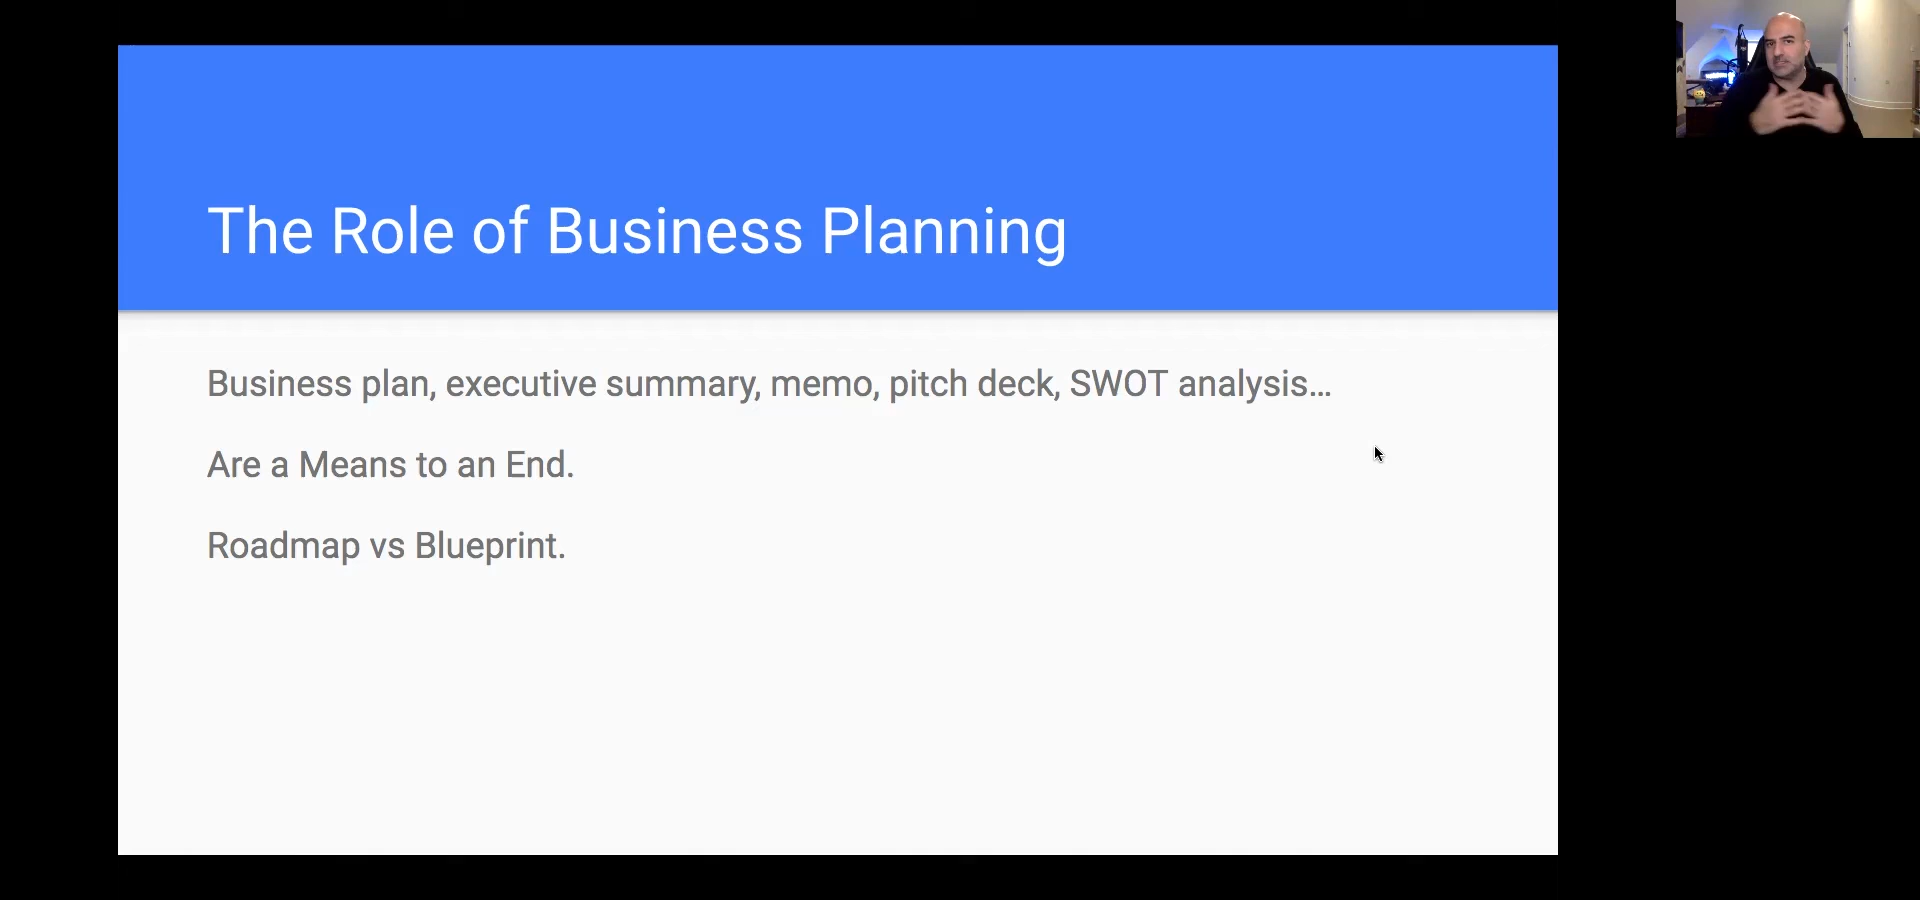 The Role of Business Planning
Business plan, executive summary, memo, pitch deck, SWOT analysis...
Are a Means to an End.
Roadmap vs Blueprint.